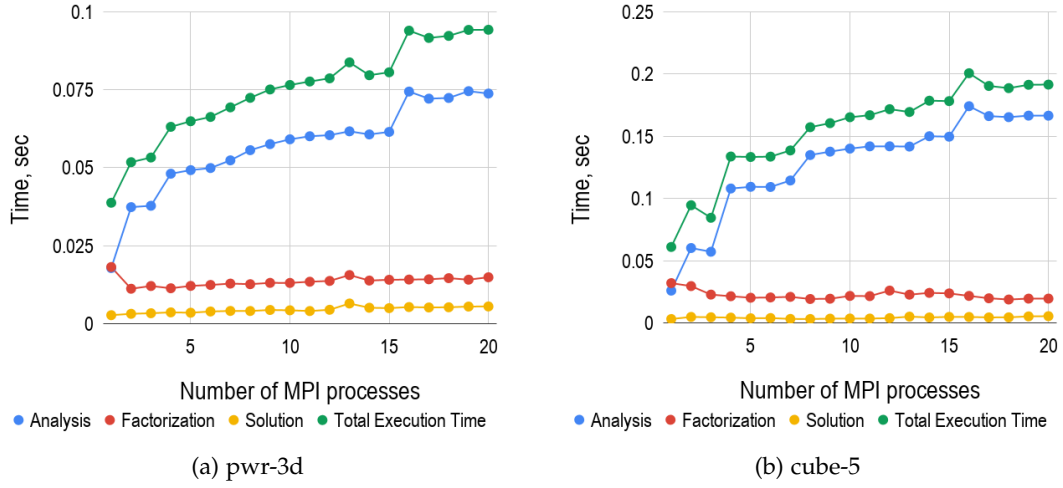 0.1
0.075
0.05
0.025
0
Time, sec
5 10 15 20
Number of MPI processes
Analysis Factorization Solution Total Execution Time
(a) pwr-3d
0.25
0.2
0.15
0.1
0.05
0
Time, sec
5 10 15 20
Number of MPI processes
Analysis Factorization Solution Total Execution Time
(b) cube-5